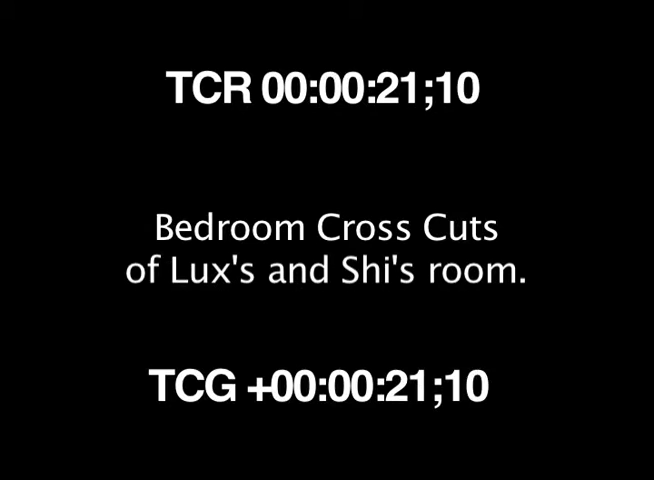 TCR 00:00:21;10
Bedroom Cross Cuts
of Lux's and Shi's room.
TCG +00:00:21;10